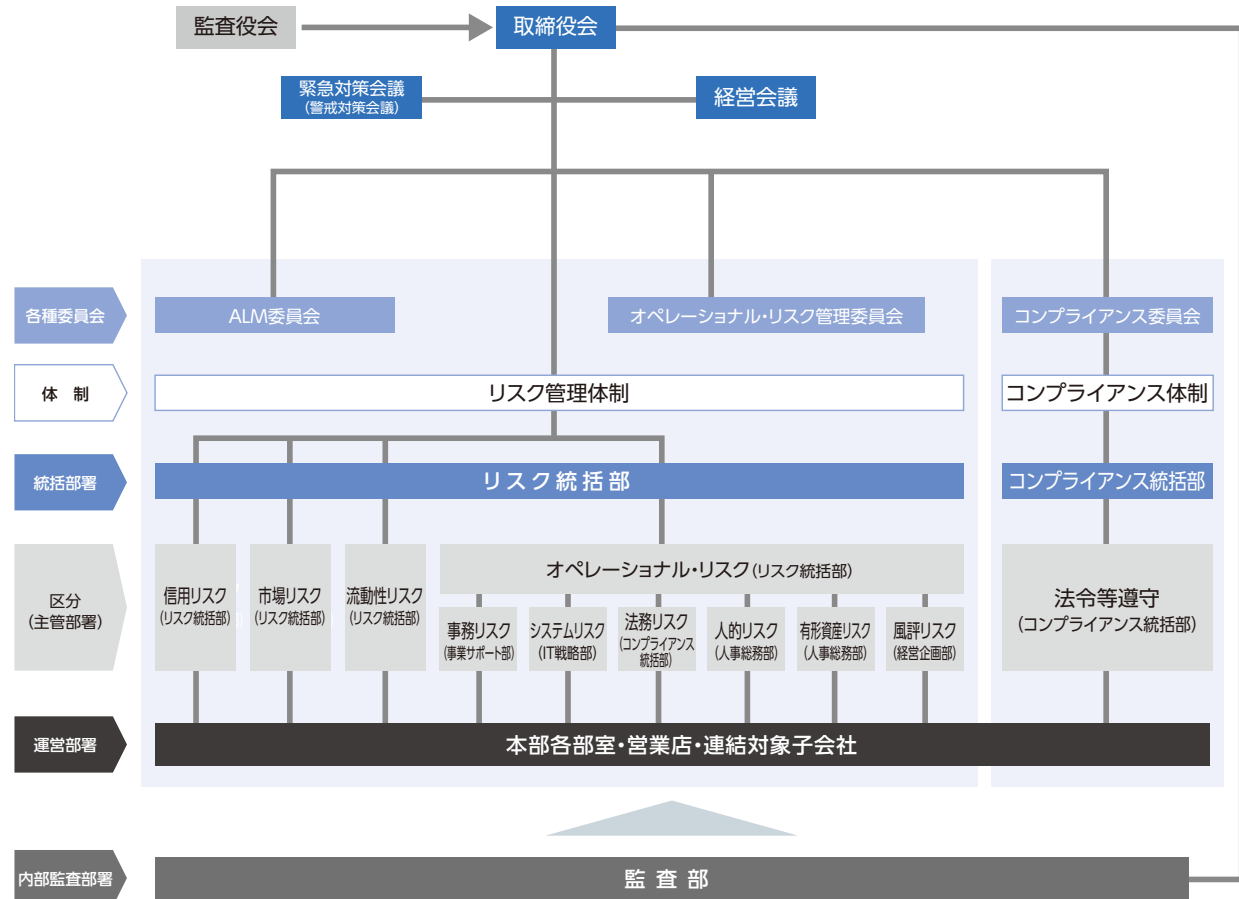 監査役会
取締役会
緊急対策会議
(警戒対策会議)
経営会議
各種委員会
ALM委員会
オペレーショナル・リスク管理委員会
コンプライアンス委員会
体 制
リスク管理体制
コンプライアンス体制
統括部署
リスク統括部
コンプライアンス統括部
区分
(主管部署)
信用リスク
(リスク統括部)
市場リスク
(リスク統括部)
流動性リスク
(リスク統括部)
オペレーショナル・リスク(リスク統括部)
事務リスク
(事業サポート部)
システムリスク
(IT戦略部)
法務リスク
(コンプライアンス
統括部)
人的リスク
(人事総務部)
有形資産リスク
(人事総務部)
風評リスク
(経営企画部)
法令等遵守
(コンプライアンス統括部)
運営部署
本部各部室・営業店・連結対象子会社
内部監査部署
監査部